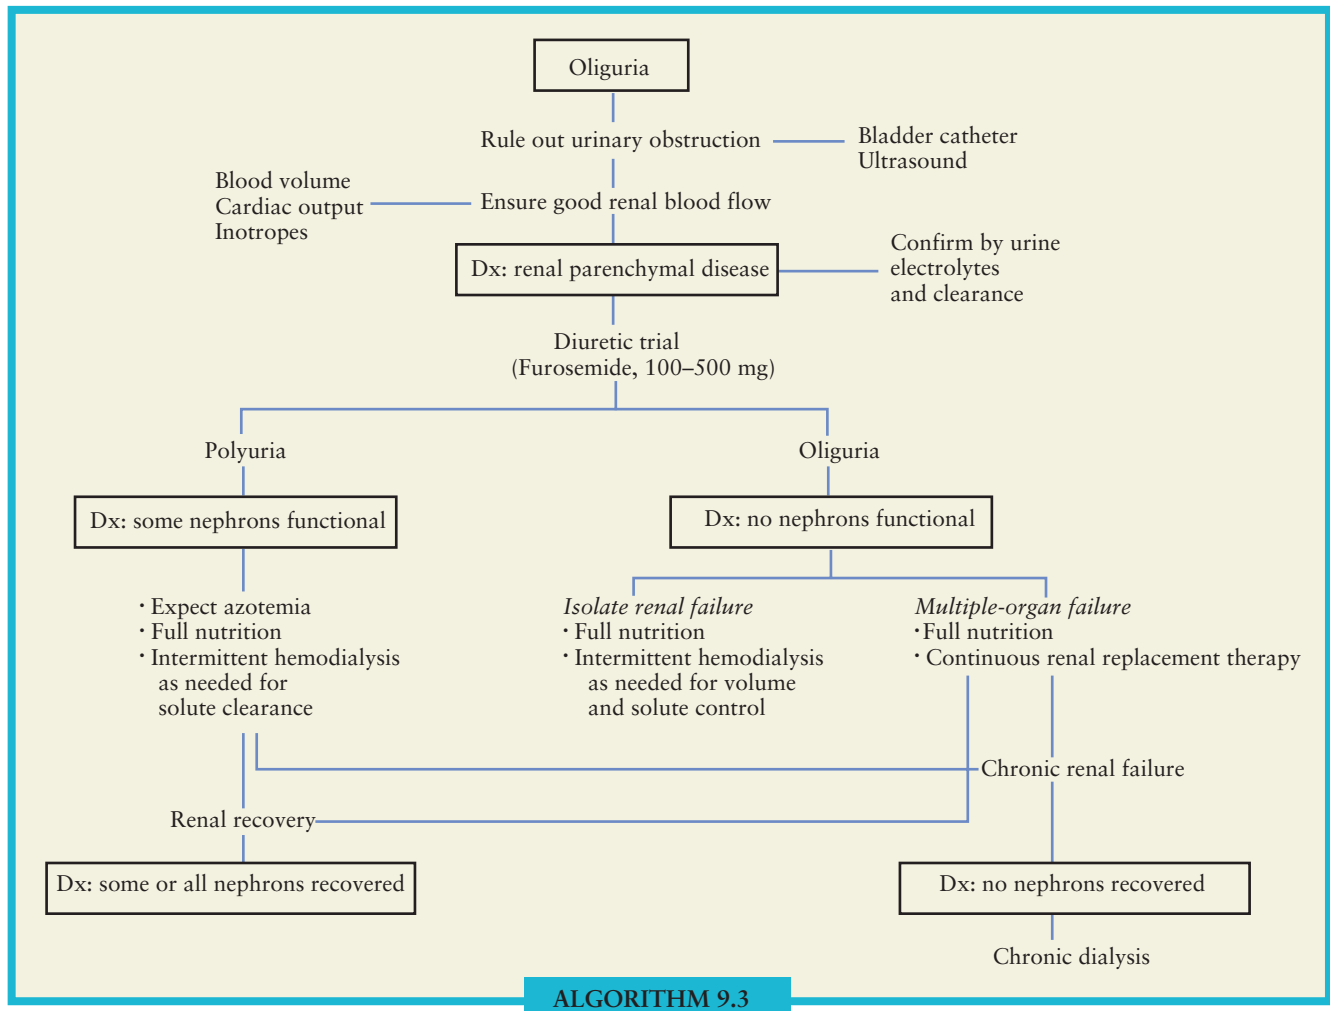 Oliguria
Rule out urinary obstruction
Bladder catheter
Ultrasound
Blood volume
Cardiac output
Inotropes
Ensure good renal blood flow
Dx: renal parenchymal disease
Confirm by urine
electrolytes
and clearance
Diuretic trial
(Furosemide, 100–500 mg)
Polyuria
Oliguria
Dx: some nephrons functional
Dx: no nephrons functional
· Expect azotemia
· Full nutrition
· Intermittent hemodialysis
as needed for
solute clearance
Isolate renal failure
· Full nutrition
· Intermittent hemodialysis
as needed for volume
and solute control
Multiple-organ failure
· Full nutrition
· Continuous renal replacement therapy
Chronic renal failure
Renal recovery
Dx: some or all nephrons recovered
Dx: no nephrons recovered
Chronic dialysis
ALGORITHM 9.3